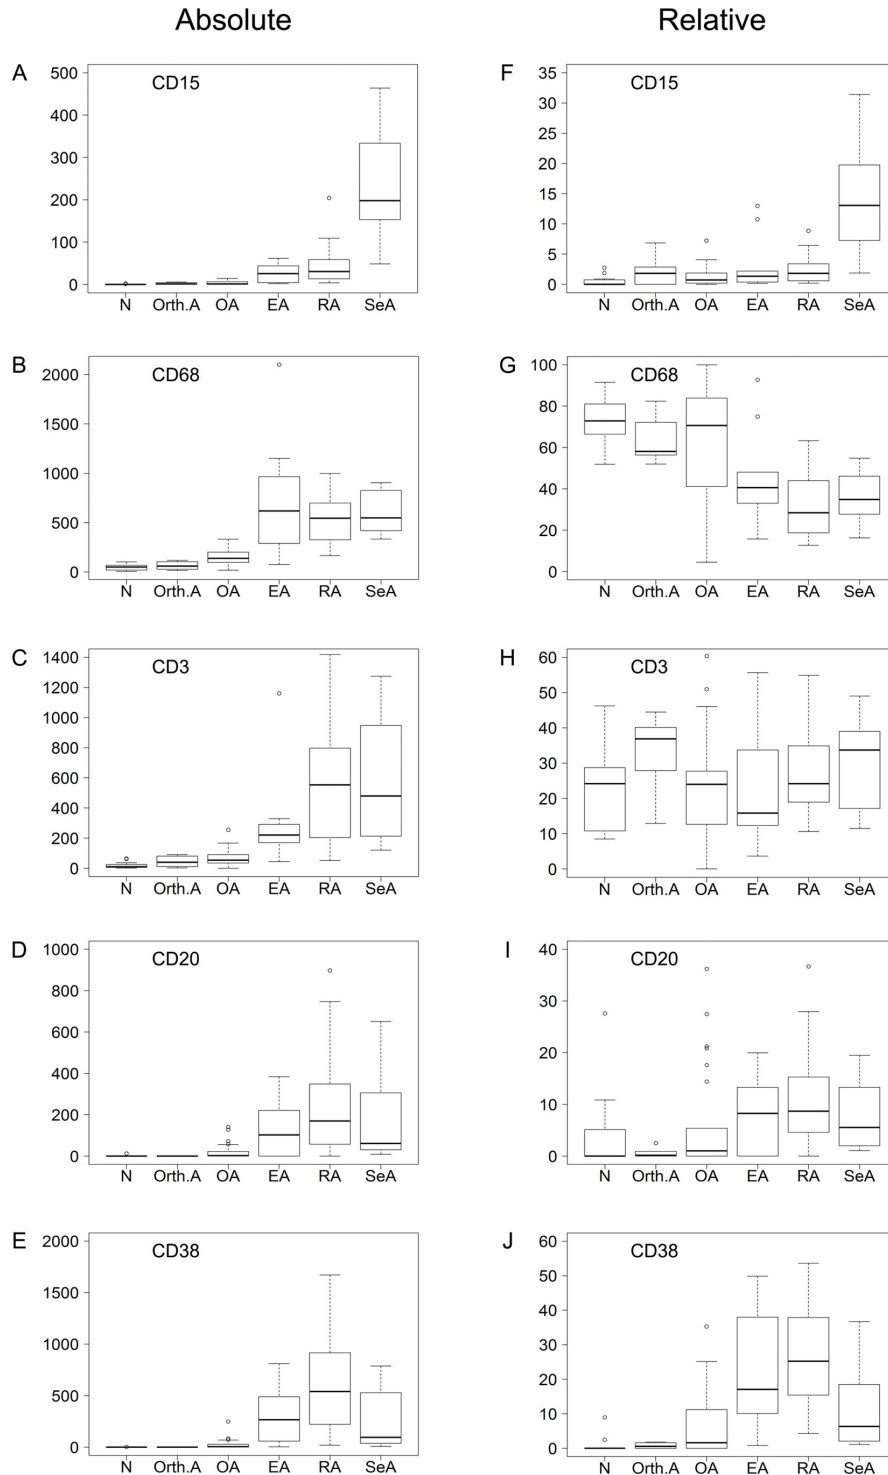 Absolute Relative
A
CD15
500
400
300
200
100
0
N Orth.A OA EA RA SeA
F
CD15
35
30
25
20
15
10
5
0
N Orth.A OA EA RA SeA
B
CD68
2000
1500
1000
500
0
N Orth.A OA EA RA SeA
G
CD68
100
80
60
40
20
0
N Orth.A OA EA RA SeA
C
CD3
1400
1200
1000
800
600
400
200
0
N Orth.A OA EA RA SeA
H
CD3
60
50
40
30
20
10
0
N Orth.A OA EA RA SeA
D
CD20
1000
800
600
400
200
0
N Orth.A OA EA RA SeA
I
CD20
40
30
20
10
0
N Orth.A OA EA RA SeA
E
CD38
2000
1500
1000
500
0
N Orth.A OA EA RA SeA
J
CD38
60
50
40
30
20
10
0
N Orth.A OA EA RA SeA